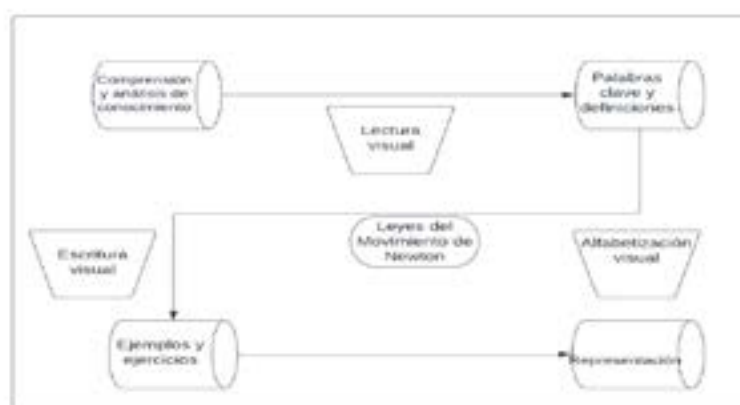 Comprensión
y análisis de
conocimiento
Palabras
clave y
definiciones
Lectura
visual
Leyes del
Movimiento de
Newton
Escritura
visual
Alfabetización
visual
Ejemplos y
ejercicios
Representación